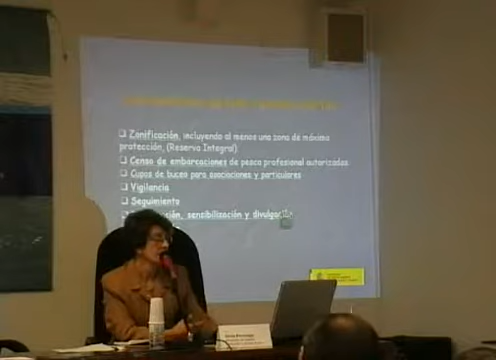 ❑ Zonificación, incluyendo al menos una zona de máxima
protección, (Reserva Integral)
❑ Censo de embarcaciones de pesca profesional autorizadas
❑ Cupos de buceo para asociaciones y particulares
❑ Vigilancia
❑ Seguimiento
sensibilización y divulgación